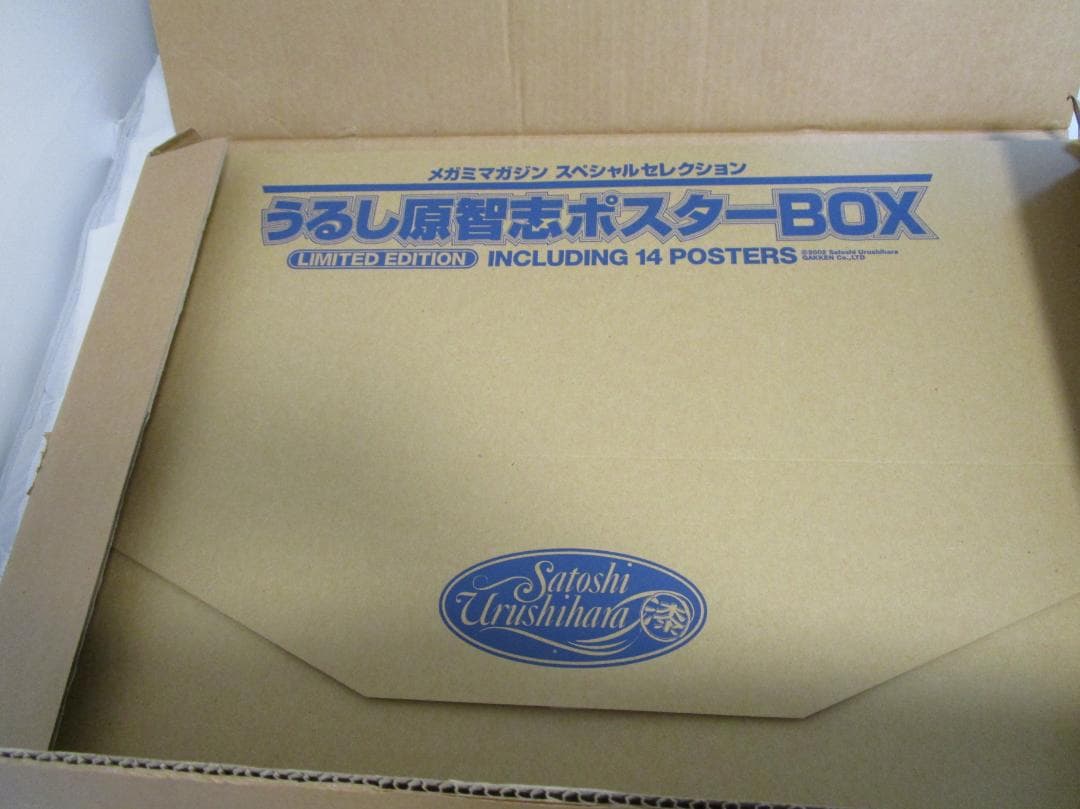 メガミマガジン スペシャルセレクション
うるし原智志ポスターBOX
LIMITED EDITION INCLUDING 14 POSTERS
©2002 Satoshi Urushihara
GAKKEN Co.,LTD
Satoshi
Urushihara
漆